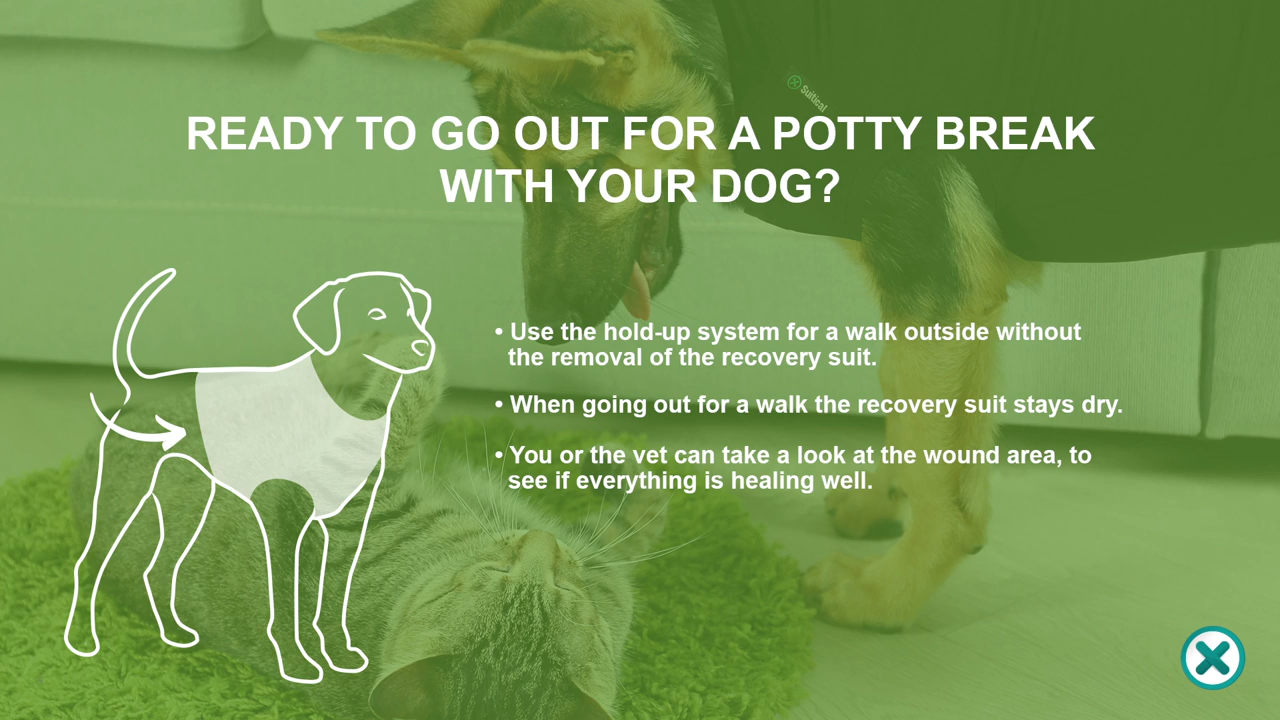 Suitical
READY TO GO OUT FOR A POTTY BREAK
WITH YOUR DOG?
• Use the hold-up system for a walk outside without
the removal of the recovery suit.
• When going out for a walk the recovery suit stays dry.
• You or the vet can take a look at the wound area, to
see if everything is healing well.